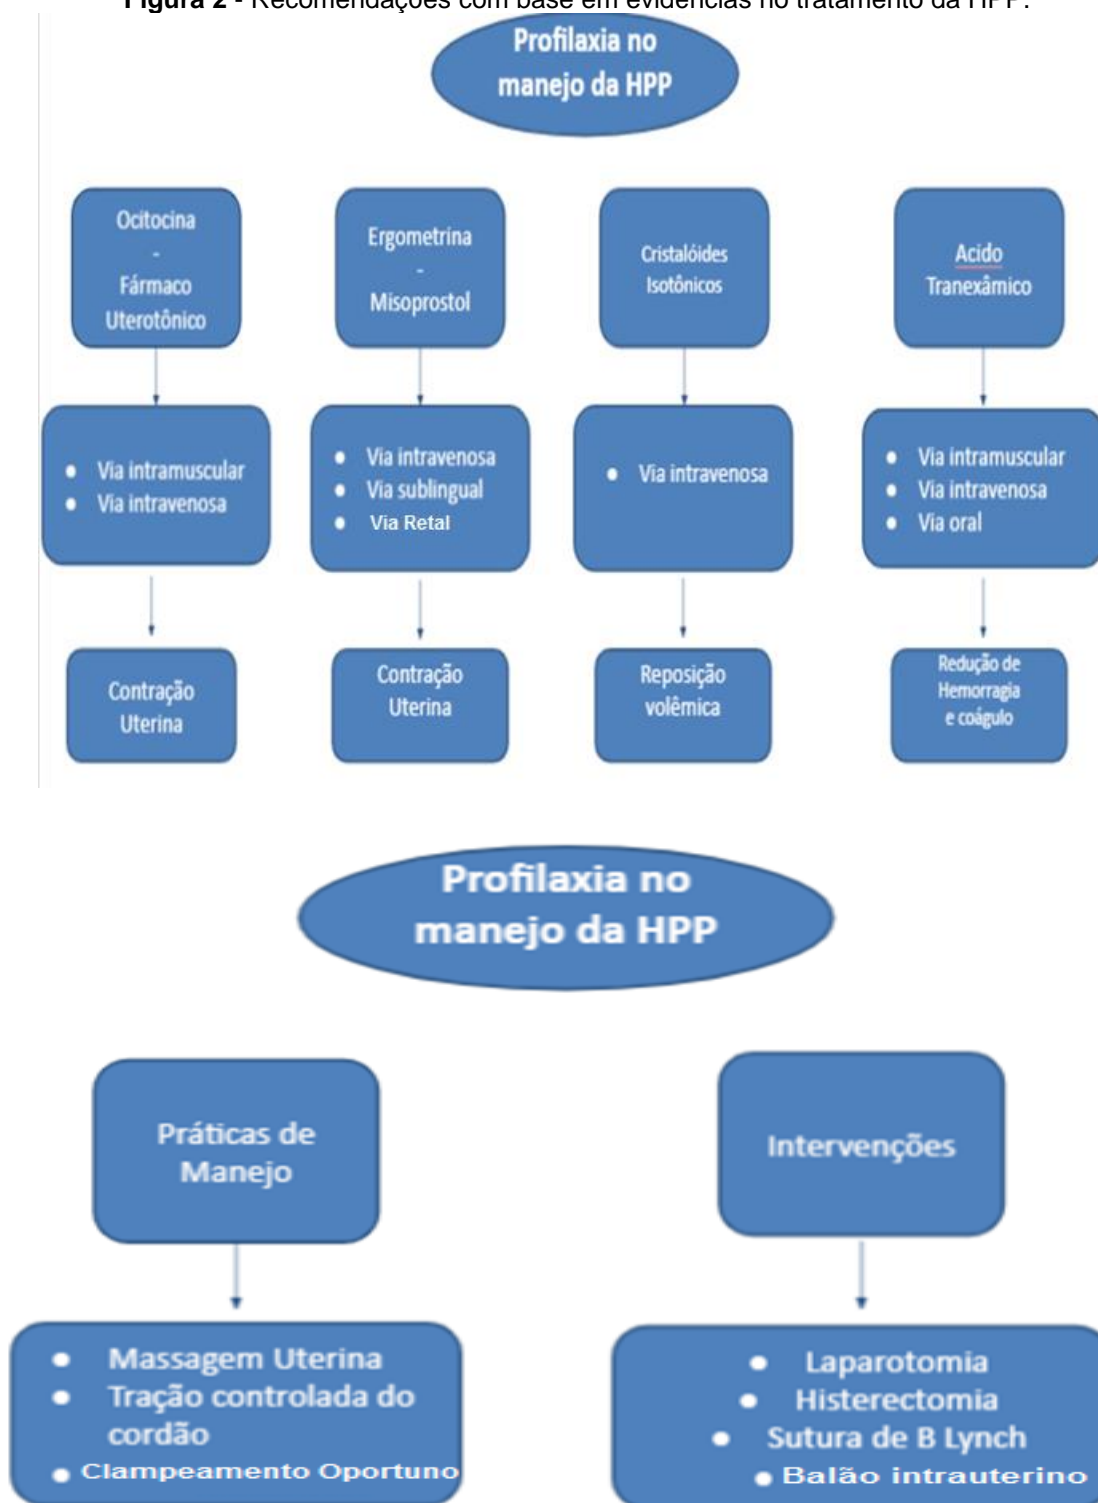 Figura 2 - Recomendações com base em evidências no tratamento da HPP.
Profilaxia no
manejo da HPP
Ocitocina
-
Fármaco
Uterotônico
Ergometrina
-
Misoprostol
Cristalóides
Isotônicos
Acido
Tranexâmico
• Via intramuscular
• Via intravenosa
• Via intravenosa
• Via sublingual
• Via Retal
• Via intravenosa
• Via intramuscular
• Via intravenosa
• Via oral
Contração
Uterina
Contração
Uterina
Reposição
volêmica
Redução de
Hemorragia
e coágulo
Profilaxia no
manejo da HPP
Práticas de
Manejo
Intervenções
• Massagem Uterina
• Tração controlada do
cordão
• Clampeamento Oportuno
• Laparotomia
• Histerectomia
• Sutura de B Lynch
• Balão intrauterino